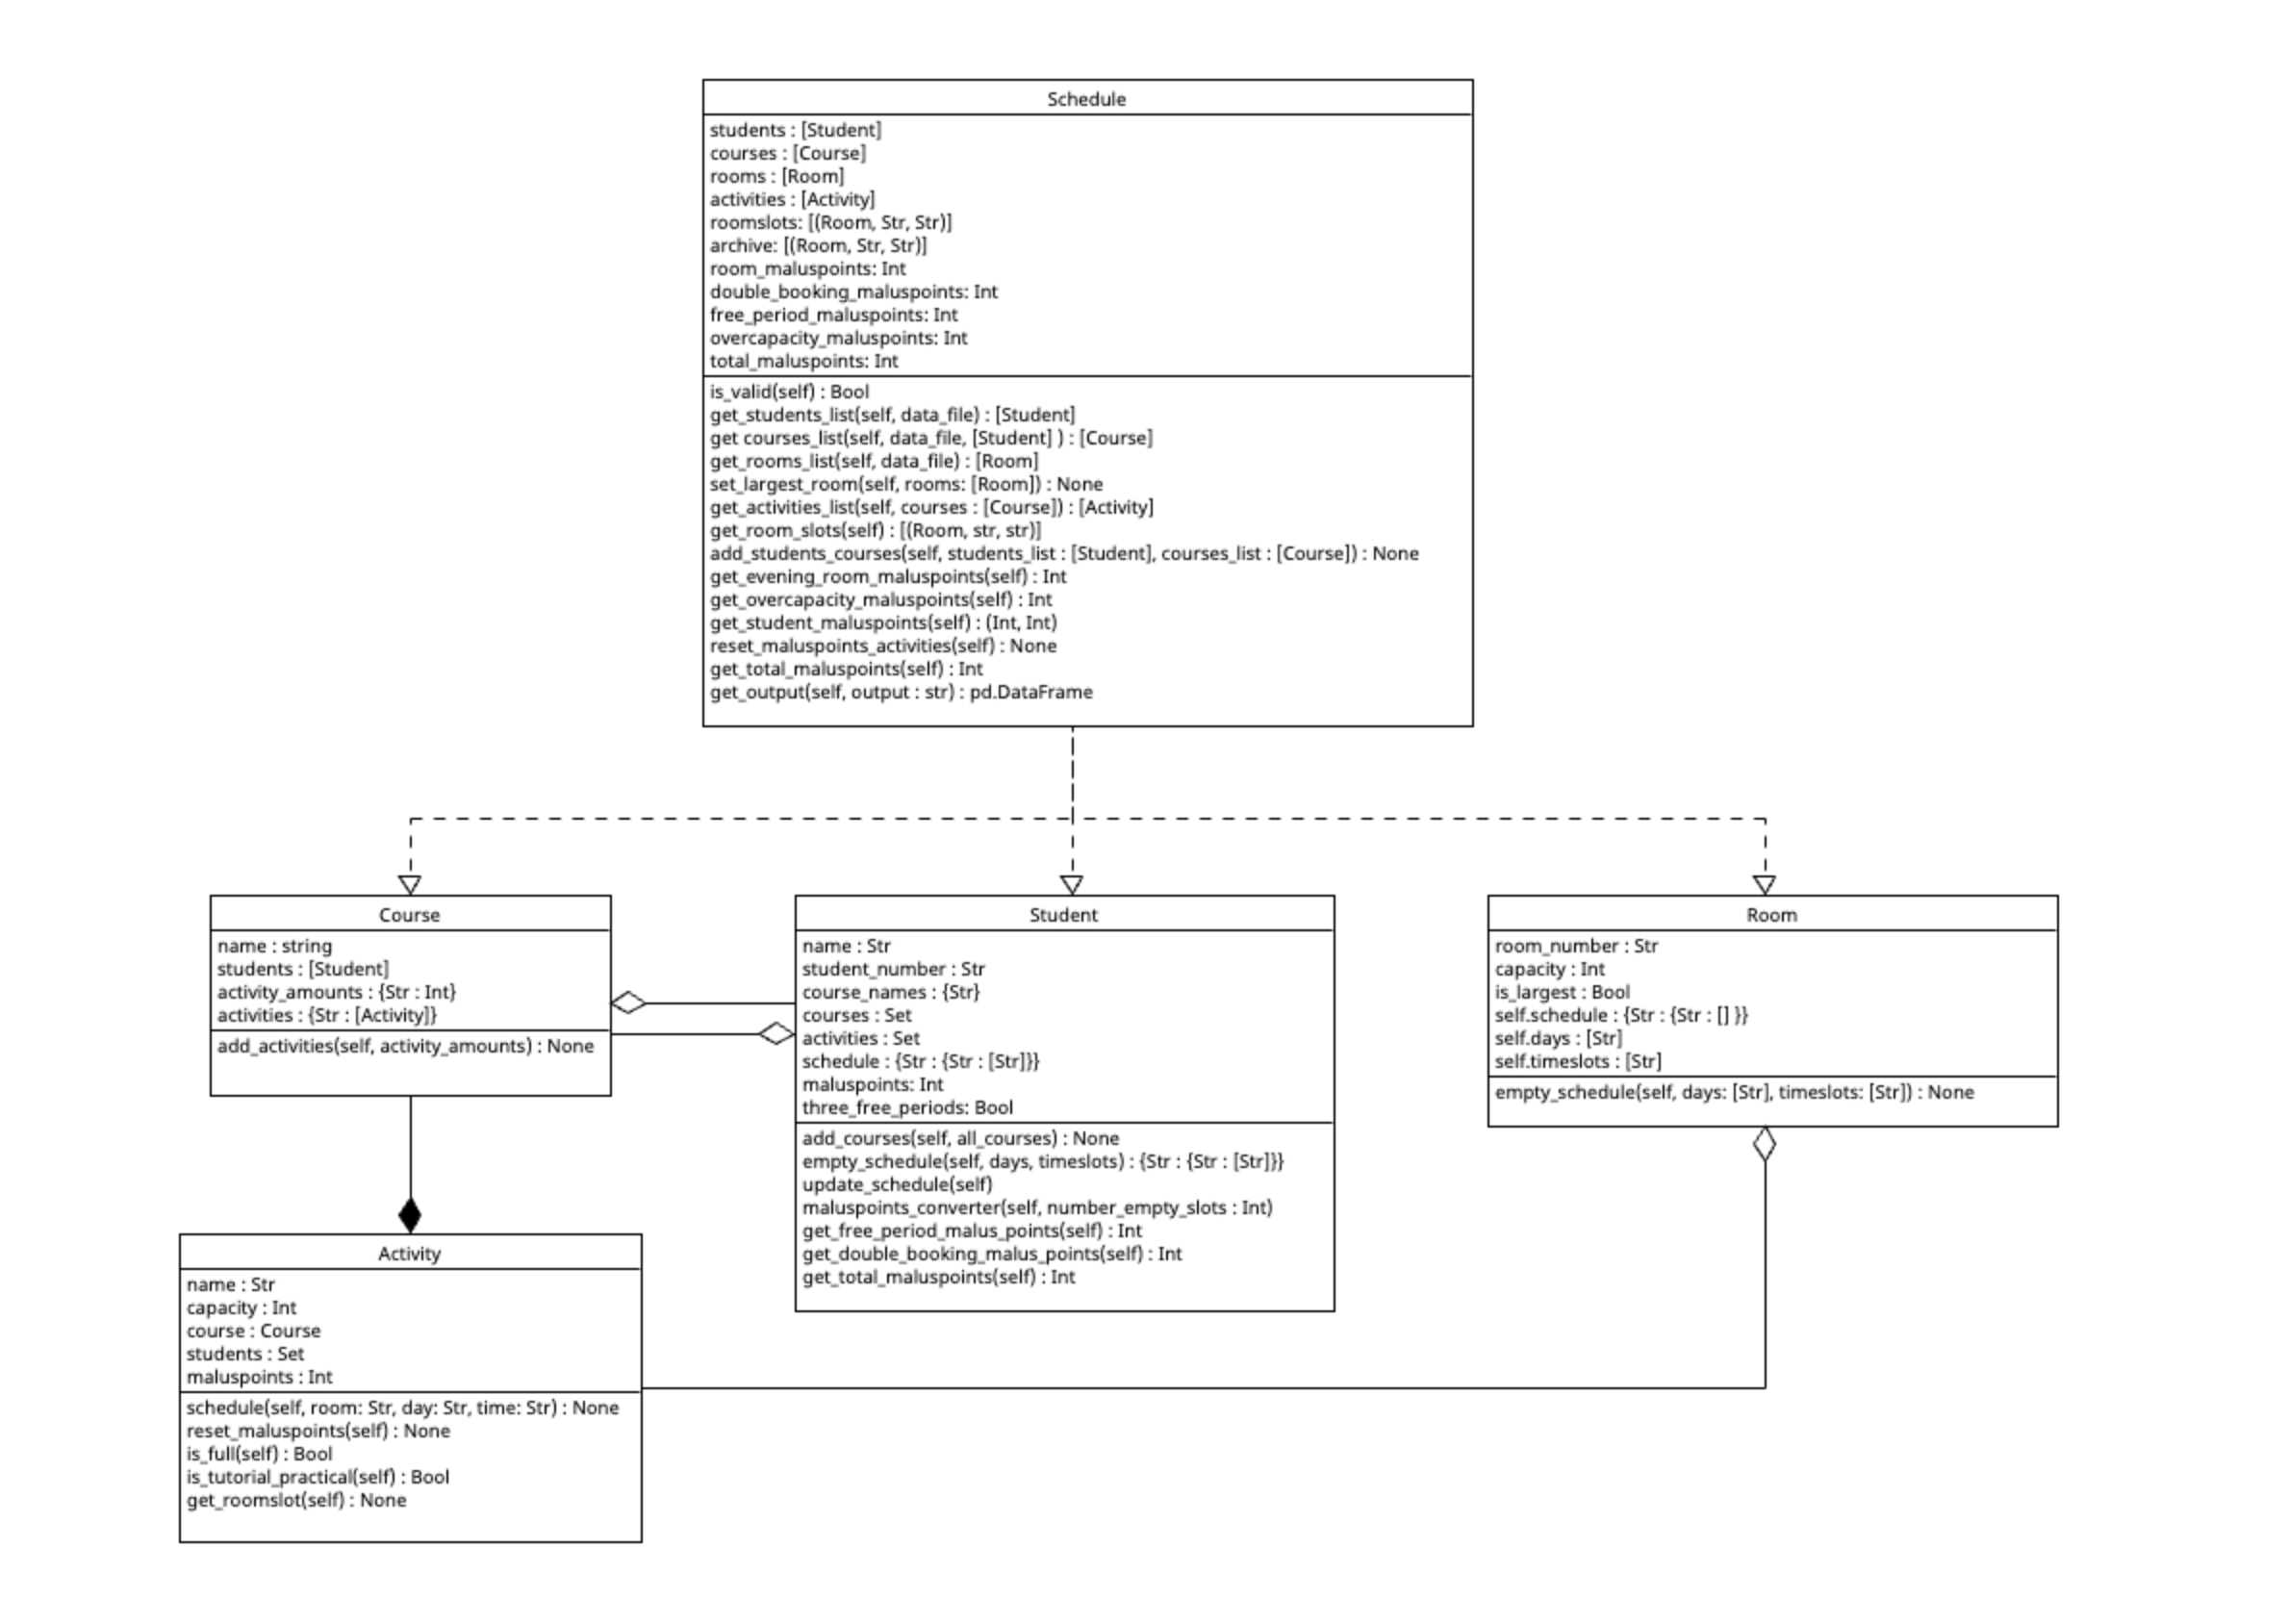 Schedule
students : [Student]
courses : [Course]
rooms : [Room]
activities : [Activity]
roomslots: [(Room, Str, Str)]
archive: [(Room, Str, Str)]
room_maluspoints: Int
double_booking_maluspoints: Int
free_period_maluspoints: Int
overcapacity_maluspoints: Int
total_maluspoints: Int
is_valid(self) : Bool
get_students_list(self, data_file) : [Student]
get courses_list(self, data_file, [Student] ) : [Course]
get_rooms_list(self, data_file) : [Room]
set_largest_room(self, rooms: [Room]) : None
get_activities_list(self, courses : [Course]) : [Activity]
get_room_slots(self) : [(Room, str, str)]
add_students_courses(self, students_list : [Student], courses_list : [Course]) : None
get_evening_room_maluspoints(self) : Int
get_overcapacity_maluspoints(self) : Int
get_student_maluspoints(self) : (Int, Int)
reset_maluspoints_activities(self) : None
get_total_maluspoints(self) : Int
get_output(self, output : str) : pd.DataFrame
Course
name : string
students : [Student]
activity_amounts : {Str : Int}
activities : {Str : [Activity]}
add_activities(self, activity_amounts) : None
Student
name : Str
student_number : Str
course_names : {Str}
courses : Set
activities : Set
schedule : {Str : {Str : [Str]}}
maluspoints: Int
three_free_periods: Bool
add_courses(self, all_courses) : None
empty_schedule(self, days, timeslots) : {Str : {Str : [Str]}}
update_schedule(self)
maluspoints_converter(self, number_empty_slots : Int)
get_free_period_malus_points(self) : Int
get_double_booking_malus_points(self) : Int
get_total_maluspoints(self) : Int
Room
room_number : Str
capacity : Int
is_largest : Bool
self.schedule : {Str : {Str : [] }}
self.days : [Str]
self.timeslots : [Str]
empty_schedule(self, days: [Str], timeslots: [Str]) : None
Activity
name : Str
capacity : Int
course : Course
students : Set
maluspoints : Int
schedule(self, room: Str, day: Str, time: Str) : None
reset_maluspoints(self) : None
is_full(self) : Bool
is_tutorial_practical(self) : Bool
get_roomslot(self) : None